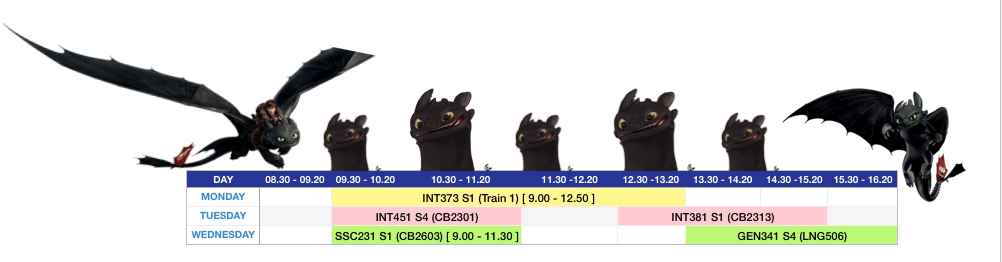 DAY 08.30 - 09.20 09.30 - 10.20 10.30 - 11.20 11.30 -12.20 12.30 -13.20 13.30 - 14.20 14.30 -15.20 15.30 - 16.20
MONDAY INT373 S1 (Train 1) [ 9.00 - 12.50 ]
TUESDAY INT451 S4 (CB2301) INT381 S1 (CB2313)
WEDNESDAY SSC231 S1 (CB2603) [ 9.00 - 11.30 ] GEN341 S4 (LNG506)